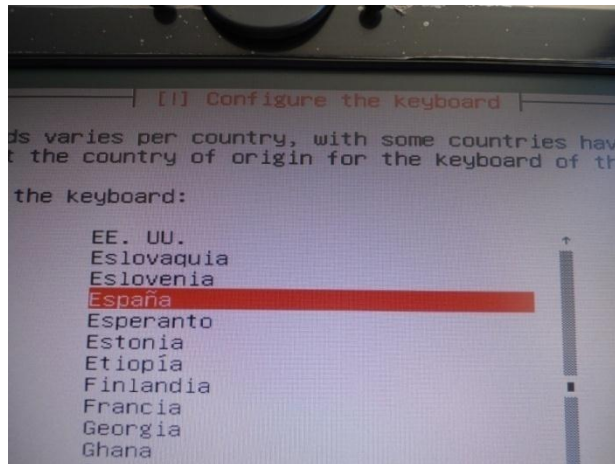 [!] Configure the keyboard
ds varies per country, with some countries hav
the country of origin for the keyboard of th
the keyboard:
EE. UU.
Eslovaquia
Eslovenia
España
Esperanto
Estonia
Etiopía
Finlandia
Francia
Georgia
Ghana